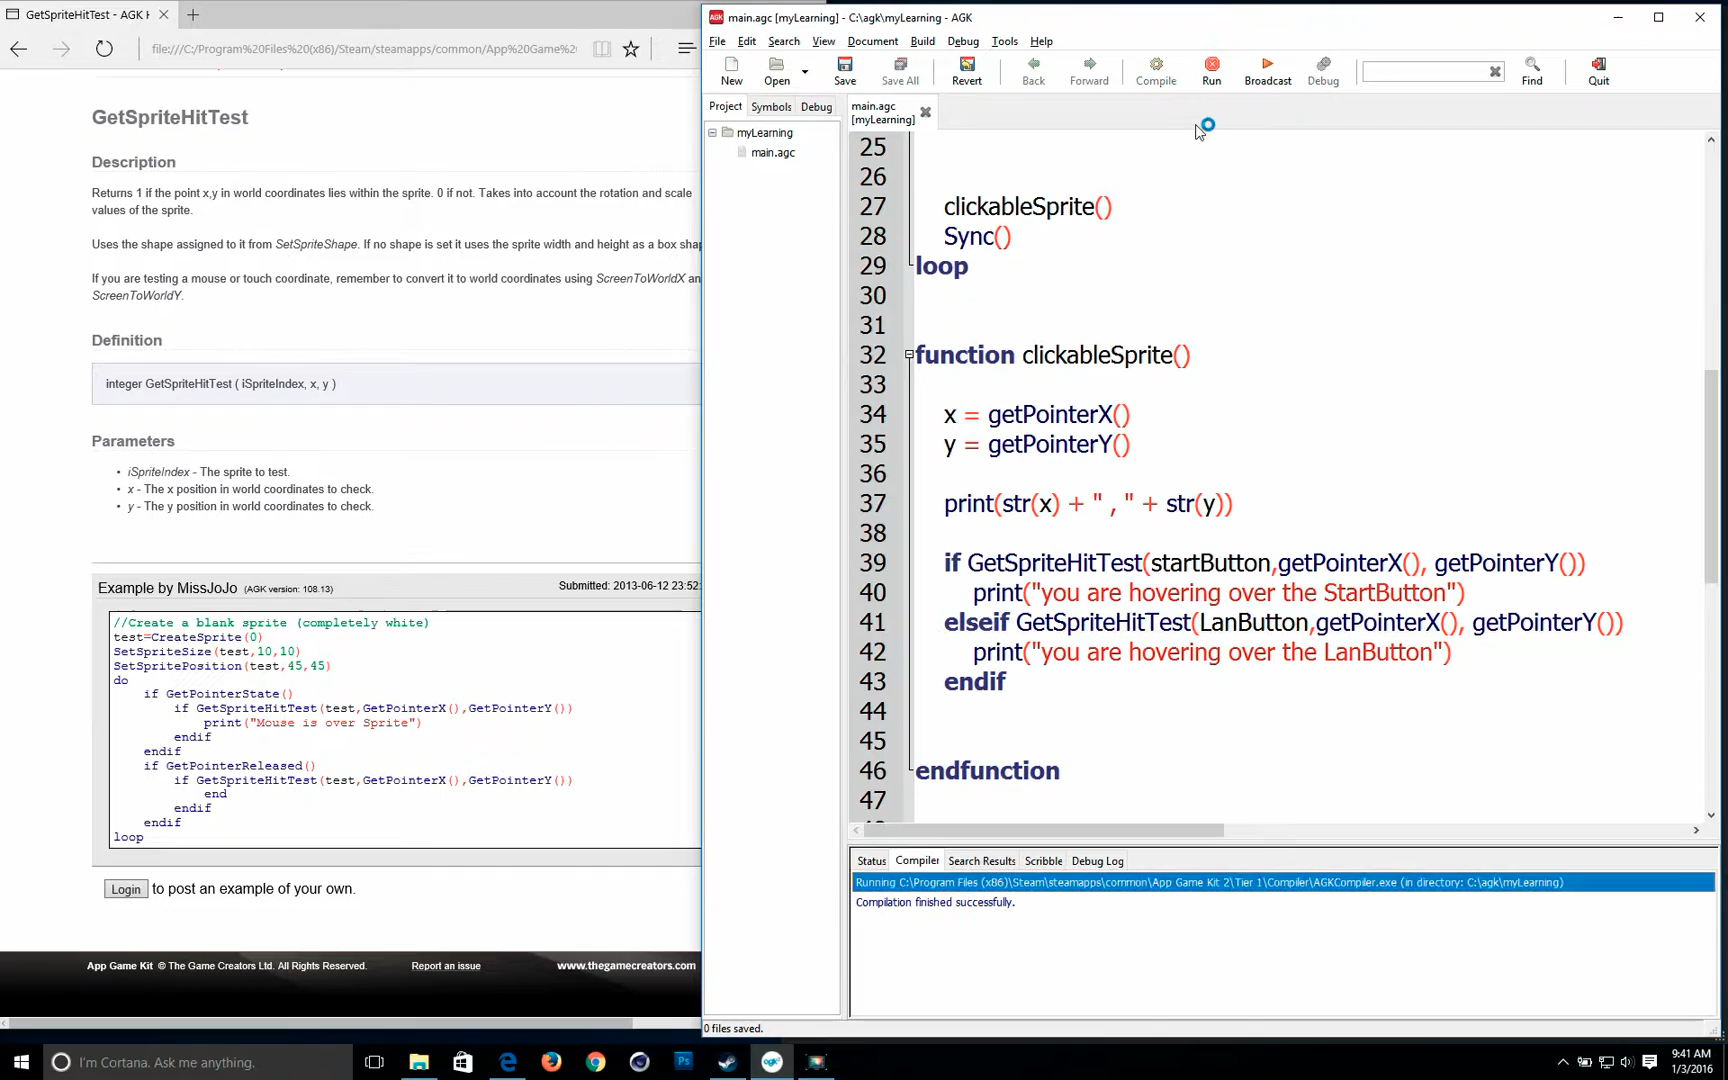 GetSpriteHitTest - AGK H
file:///C:/Program%20Files%20(x86)/Steam/steamapps/common/App%20Game%2
GetSpriteHitTest
Description
Returns 1 if the point x,y in world coordinates lies within the sprite. 0 if not. Takes into account the rotation and scale
values of the sprite.
Uses the shape assigned to it from SetSpriteShape. If no shape is set it uses the sprite width and height as a box shap
If you are testing a mouse or touch coordinate, remember to convert it to world coordinates using ScreenToWorldX an
ScreenToWorldY.
Definition
integer GetSpriteHitTest ( iSpriteIndex, x, y )
Parameters
• iSpriteIndex - The sprite to test.
• x - The x position in world coordinates to check.
• y - The y position in world coordinates to check.
Example by MissJoJo (AGK version: 108.13) Submitted: 2013-06-12 23:52:
//Create a blank sprite (completely white)
test=CreateSprite(0)
SetSpriteSize(test,10,10)
SetSpritePosition(test,45,45)
do
if GetPointerState()
if GetSpriteHitTest(test,GetPointerX(),GetPointerY())
print("Mouse is over Sprite")
endif
endif
if GetPointerReleased()
if GetSpriteHitTest(test,GetPointerX(),GetPointerY())
end
endif
endif
loop
Login to post an example of your own.
App Game Kit © The Game Creators Ltd. All Rights Reserved. Report an issue www.thegamecreators.com
main.agc [myLearning] - C:\agk\myLearning - AGK
File Edit Search View Document Build Debug Tools Help
New Open Save Save All Revert Back Forward Compile Run Broadcast Debug Find Quit
Project Symbols Debug
myLearning
main.agc
main.agc
[myLearning]
25
26
27 clickableSprite()
28 Sync()
29 loop
30
31
32 function clickableSprite()
33
34 x = getPointerX()
35 y = getPointerY()
36
37 print(str(x) + " , " + str(y))
38
39 if GetSpriteHitTest(startButton,getPointerX(), getPointerY())
40 print("you are hovering over the StartButton")
41 elseif GetSpriteHitTest(LanButton,getPointerX(), getPointerY())
42 print("you are hovering over the LanButton")
43 endif
44
45
46 endfunction
47
Status Compiler Search Results Scribble Debug Log
Running C:\Program Files (x86)\Steam\steamapps\common\App Game Kit 2\Tier 1\Compiler\AGKCompiler.exe (in directory: C:\agk\myLearning)
Compilation finished successfully.
0 files saved.
I'm Cortana. Ask me anything.
9:41 AM
1/3/2016